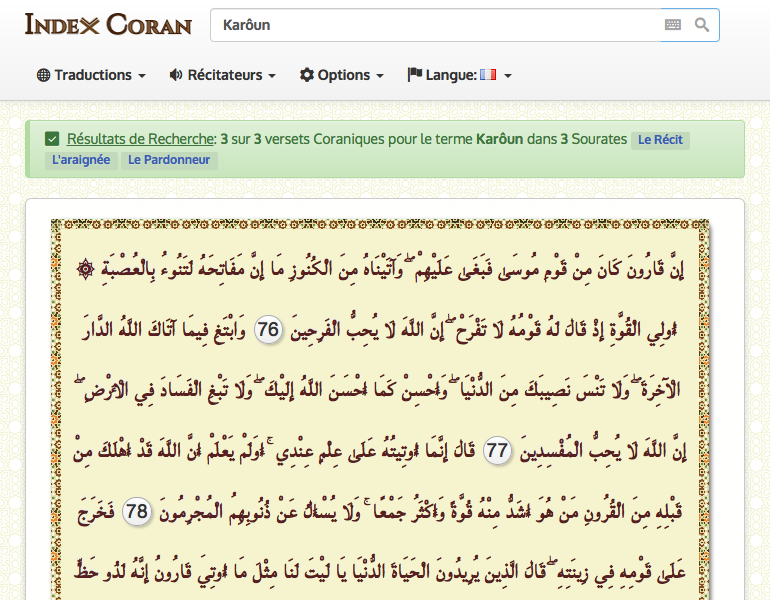 INDEX CORAN
Karôun
Traductions
Récitateurs
Options
Langue:
Résultats de Recherche: 3 sur 3 versets Coraniques pour le terme Karôun dans 3 Sourates Le Récit
L'araignée Le Pardonneur
إِنَّ قَارُونَ كَانَ مِنْ قَوْمِ مُوسَىٰ فَبَغَىٰ عَلَيْهِمْ ۖ وَآتَيْنَاهُ مِنَ الْكُنُوزِ مَا إِنَّ مَفَاتِحَهُ لَتَنُوءُ بِالْعُصْبَةِ ۞
أُولِي الْقُوَّةِ إِذْ قَالَ لَهُ قَوْمُهُ لَا تَفْرَحْ ۖ إِنَّ اللَّهَ لَا يُحِبُّ الْفَرِحِينَ 76 وَابْتَغِ فِيمَا آتَاكَ اللَّهُ الدَّارَ
الْآخِرَةَ ۖ وَلَا تَنْسَ نَصِيبَكَ مِنَ الدُّنْيَا ۖ وَأَحْسِنْ كَمَا أَحْسَنَ اللَّهُ إِلَيْكَ ۖ وَلَا تَبْغِ الْفَسَادَ فِي الْأَرْضِ ۖ
إِنَّ اللَّهَ لَا يُحِبُّ الْمُفْسِدِينَ 77 قَالَ إِنَّمَا أُوتِيتُهُ عَلَىٰ عِلْمٍ عِنْدِي ۚ أَوَلَمْ يَعْلَمْ أَنَّ اللَّهَ قَدْ أَهْلَكَ مِنْ
قَبْلِهِ مِنَ الْقُرُونِ مَنْ هُوَ أَشَدُّ مِنْهُ قُوَّةً وَأَكْثَرُ جَمْعًا ۚ وَلَا يُسْأَلُ عَنْ ذُنُوبِهِمُ الْمُجْرِمُونَ 78 فَخَرَجَ
عَلَىٰ قَوْمِهِ فِي زِينَتِهِ ۖ قَالَ الَّذِينَ يُرِيدُونَ الْحَيَاةَ الدُّنْيَا يَا لَيْتَ لَنَا مِثْلَ مَا أُوتِيَ قَارُونُ إِنَّهُ لَذُو حَظٍّ